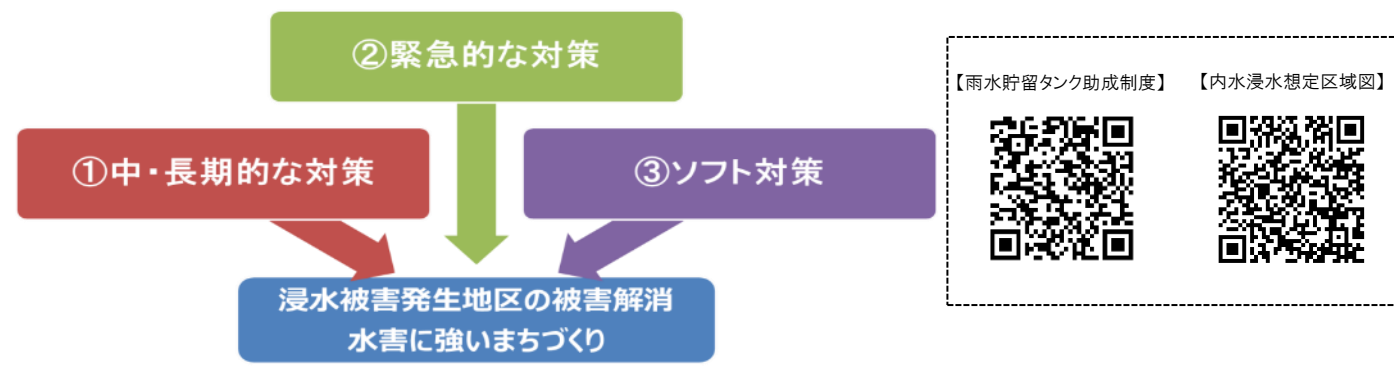 ②緊急的な対策
①中・長期的な対策
③ソフト対策
浸水被害発生地区の被害解消
水害に強いまちづくり
【雨水貯留タンク助成制度】
【内水浸水想定区域図】